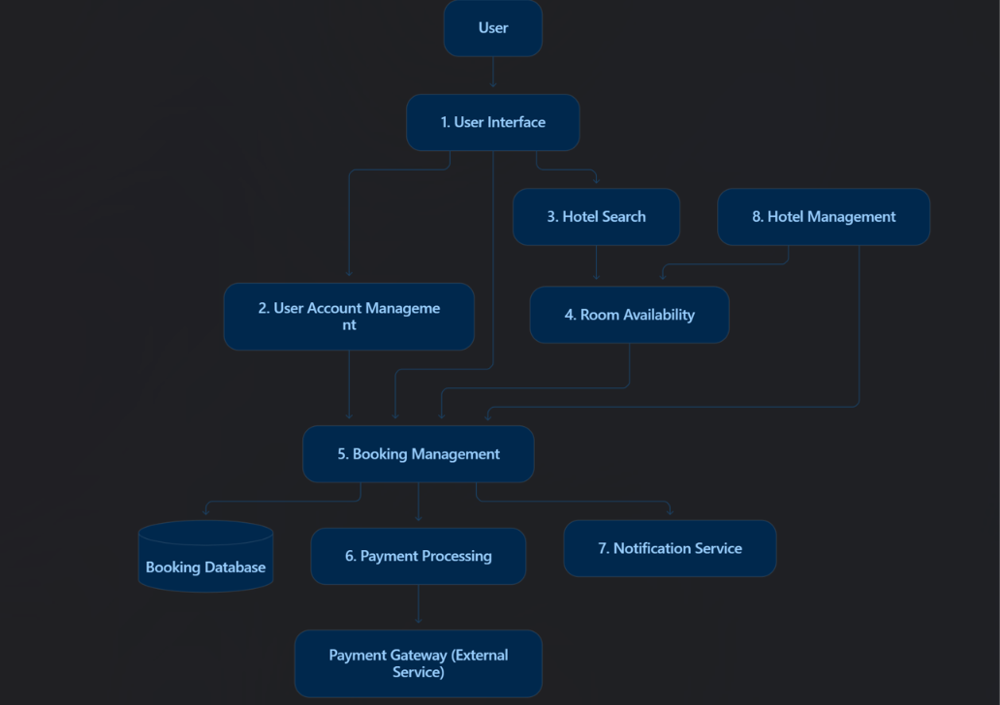 User
1. User Interface
3. Hotel Search
8. Hotel Management
2. User Account Manageme
nt
4. Room Availability
5. Booking Management
Booking Database
6. Payment Processing
7. Notification Service
Payment Gateway (External
Service)